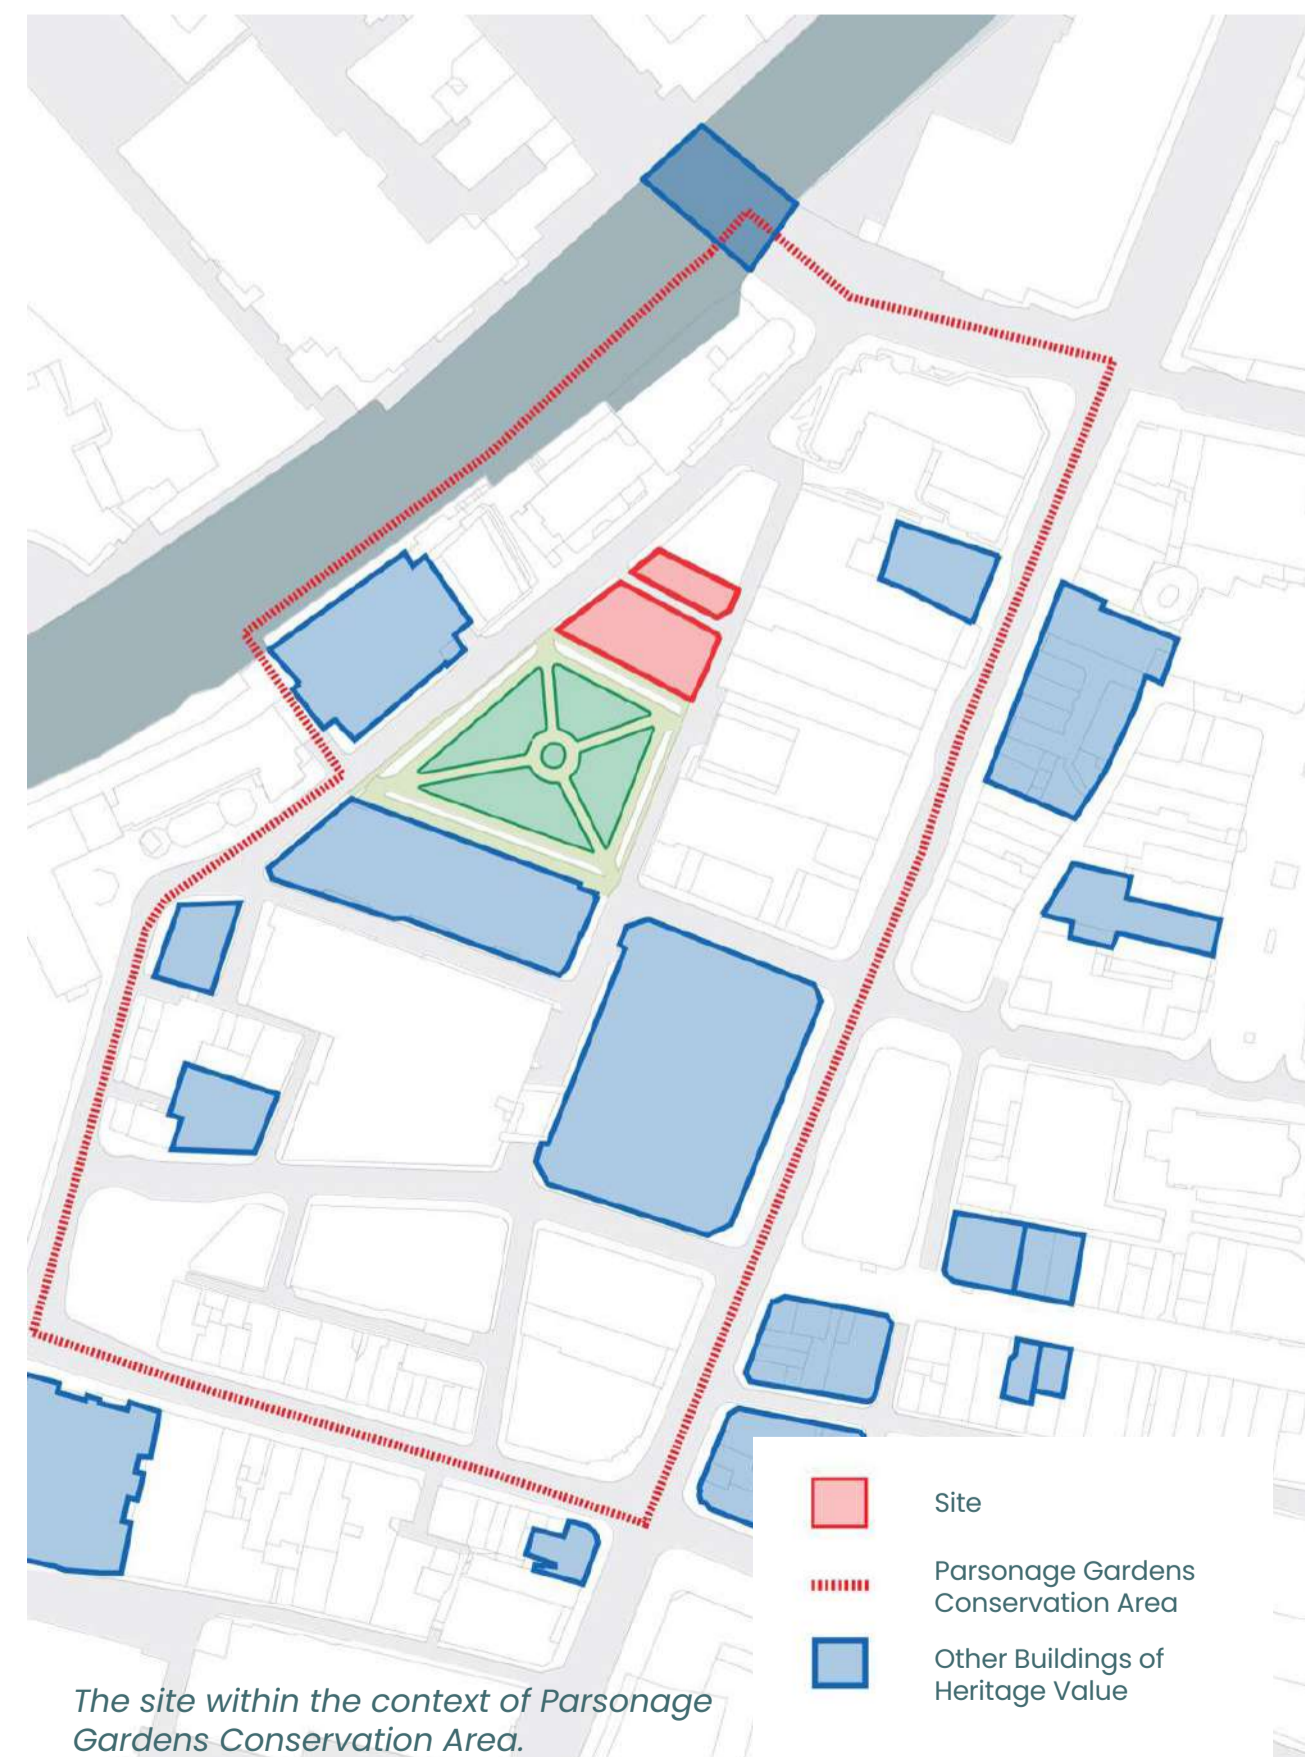 Site
Parsonage Gardens
Conservation Area
Other Buildings of
Heritage Value
The site within the context of Parsonage
Gardens Conservation Area.